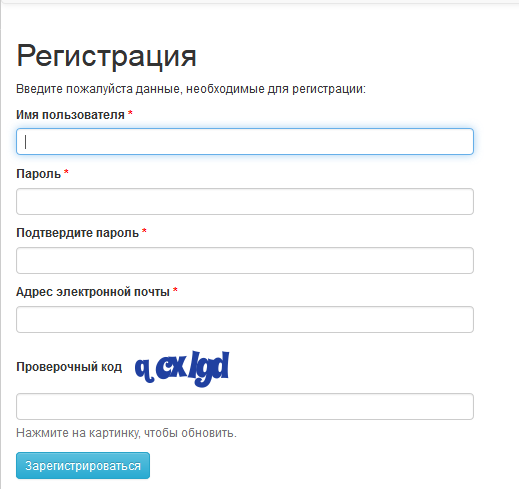 Регистрация
Введите пожалуйста данные, необходимые для регистрации:
Имя пользователя *
Пароль *
Подтвердите пароль *
Адрес электронной почты *
Проверочный код qcxlgd
Нажмите на картинку, чтобы обновить.
Зарегистрироваться